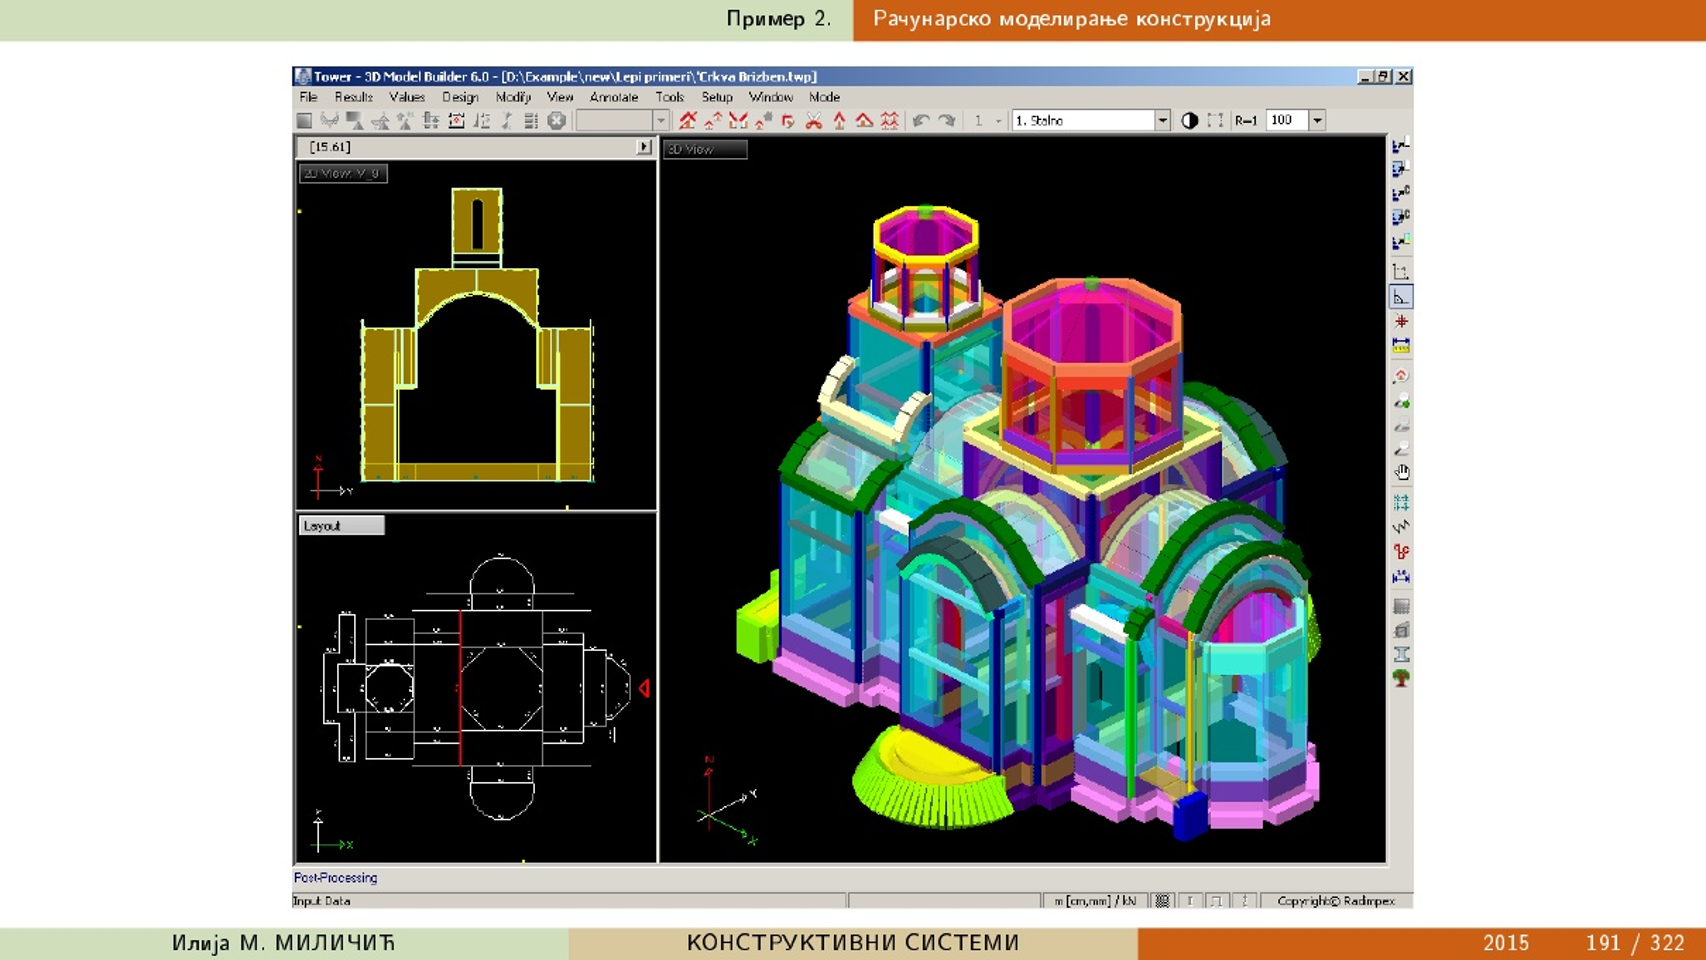 Пример 2.
Рачунарско моделирање конструкција
Tower - 3D Model Builder 6.0 - [D:\Example\new\Lepi primeri\'Crkva Brizben.twp]
File Results Values Design Modify View Annotate Tools Setup Window Mode
1 1. Stalno R-1 100
[15.61]
3D View
2D View: V_9
Z
Y
Layout
Y
X
Z
Y
X
Post-Processing
Input Data m [cm,mm] / kN Copyright© Radimpex
Илија М. МИЛИЧИЋ КОНСТРУКТИВНИ СИСТЕМИ 2015 191 / 322